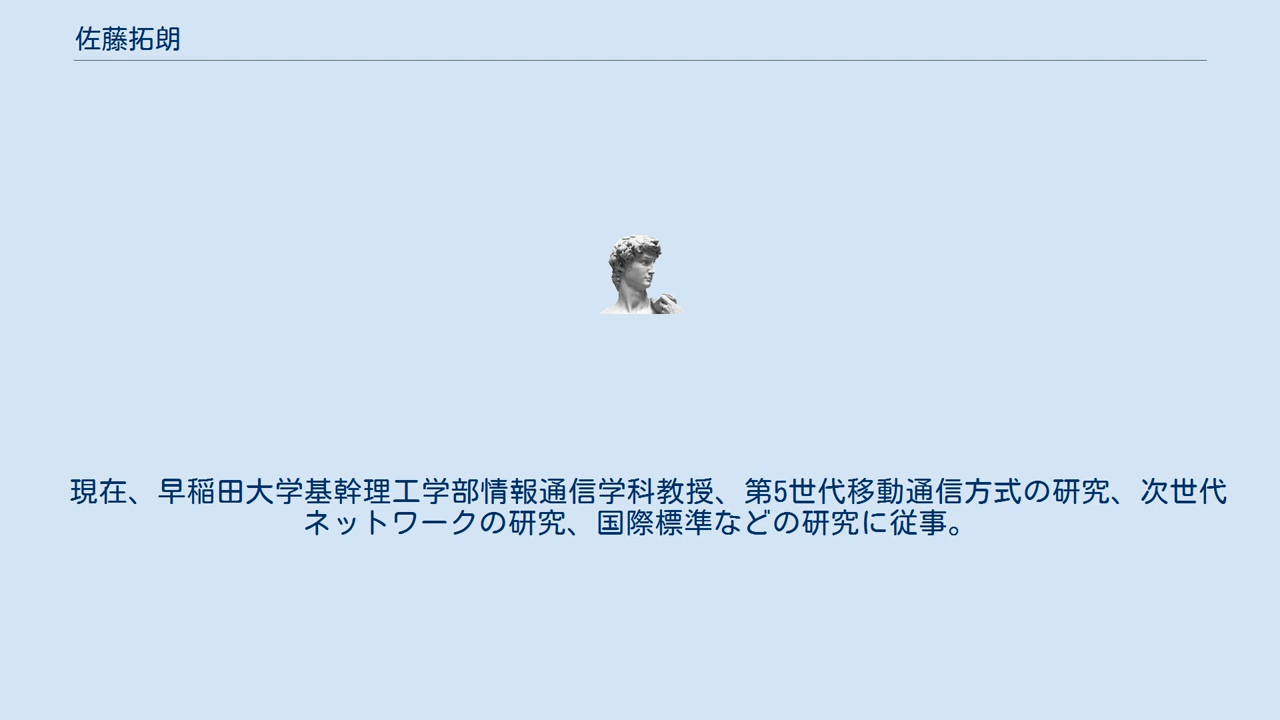 佐藤拓朗
現在、早稲田大学基幹理工学部情報通信学科教授、第5世代移動通信方式の研究、次世代
ネットワークの研究、国際標準などの研究に従事。